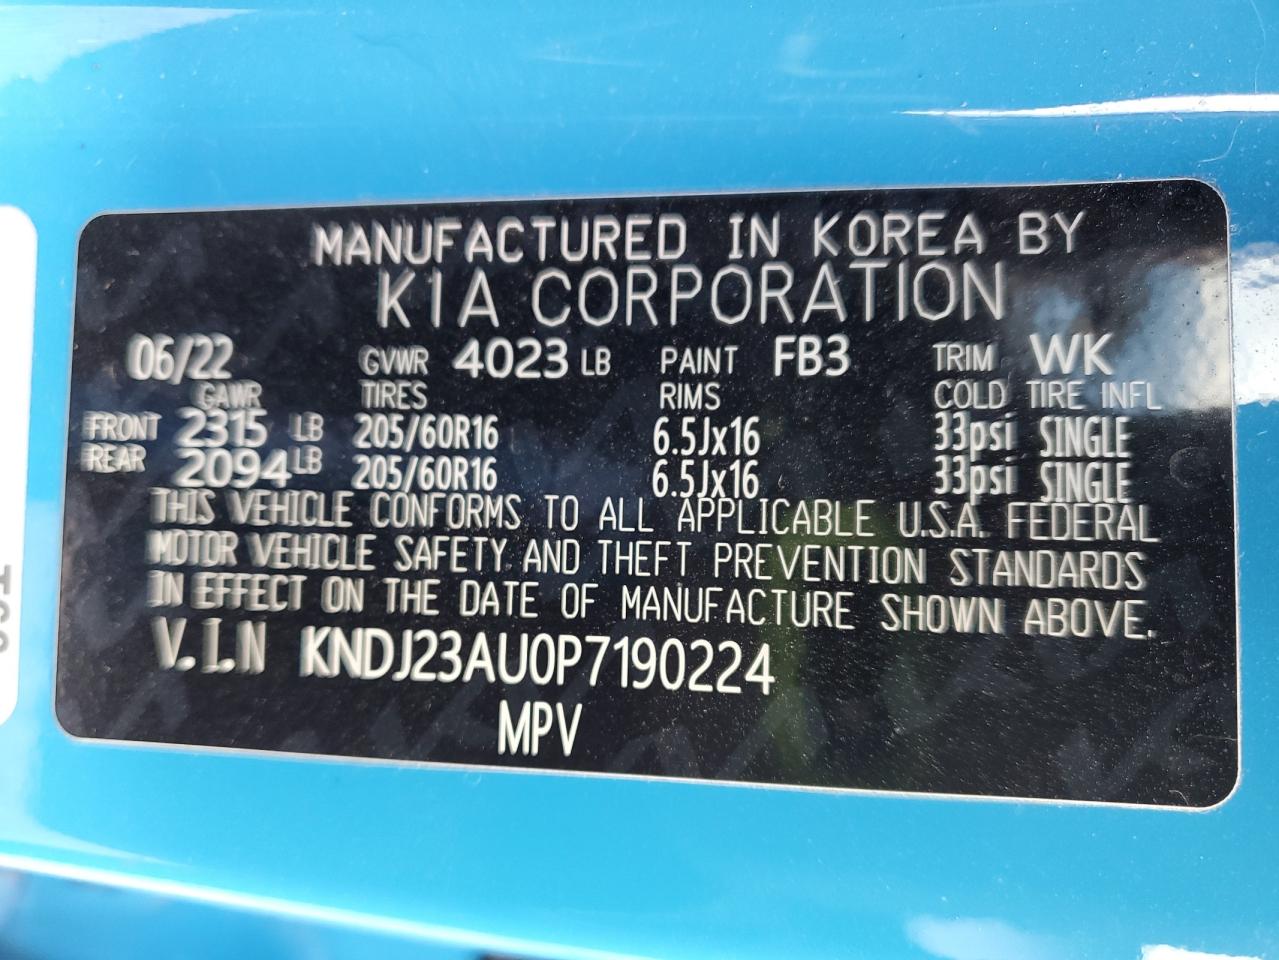 MANUFACTURED IN KOREA BY
KIA CORPORATION
06/22 GVWR 4023 LB PAINT FB3 TRIM WK
GAWR TIRES RIMS COLD TIRE INFL
FRONT 2315 LB 205/60R16 6.5Jx16 33psi SINGLE
REAR 2094 LB 205/60R16 6.5Jx16 33psi SINGLE
THIS VEHICLE CONFORMS TO ALL APPLICABLE U.S.A. FEDERAL
MOTOR VEHICLE SAFETY AND THEFT PREVENTION STANDARDS
IN EFFECT ON THE DATE OF MANUFACTURE SHOWN ABOVE.
V.I.N KNDJ23AU0P7190224
MPV